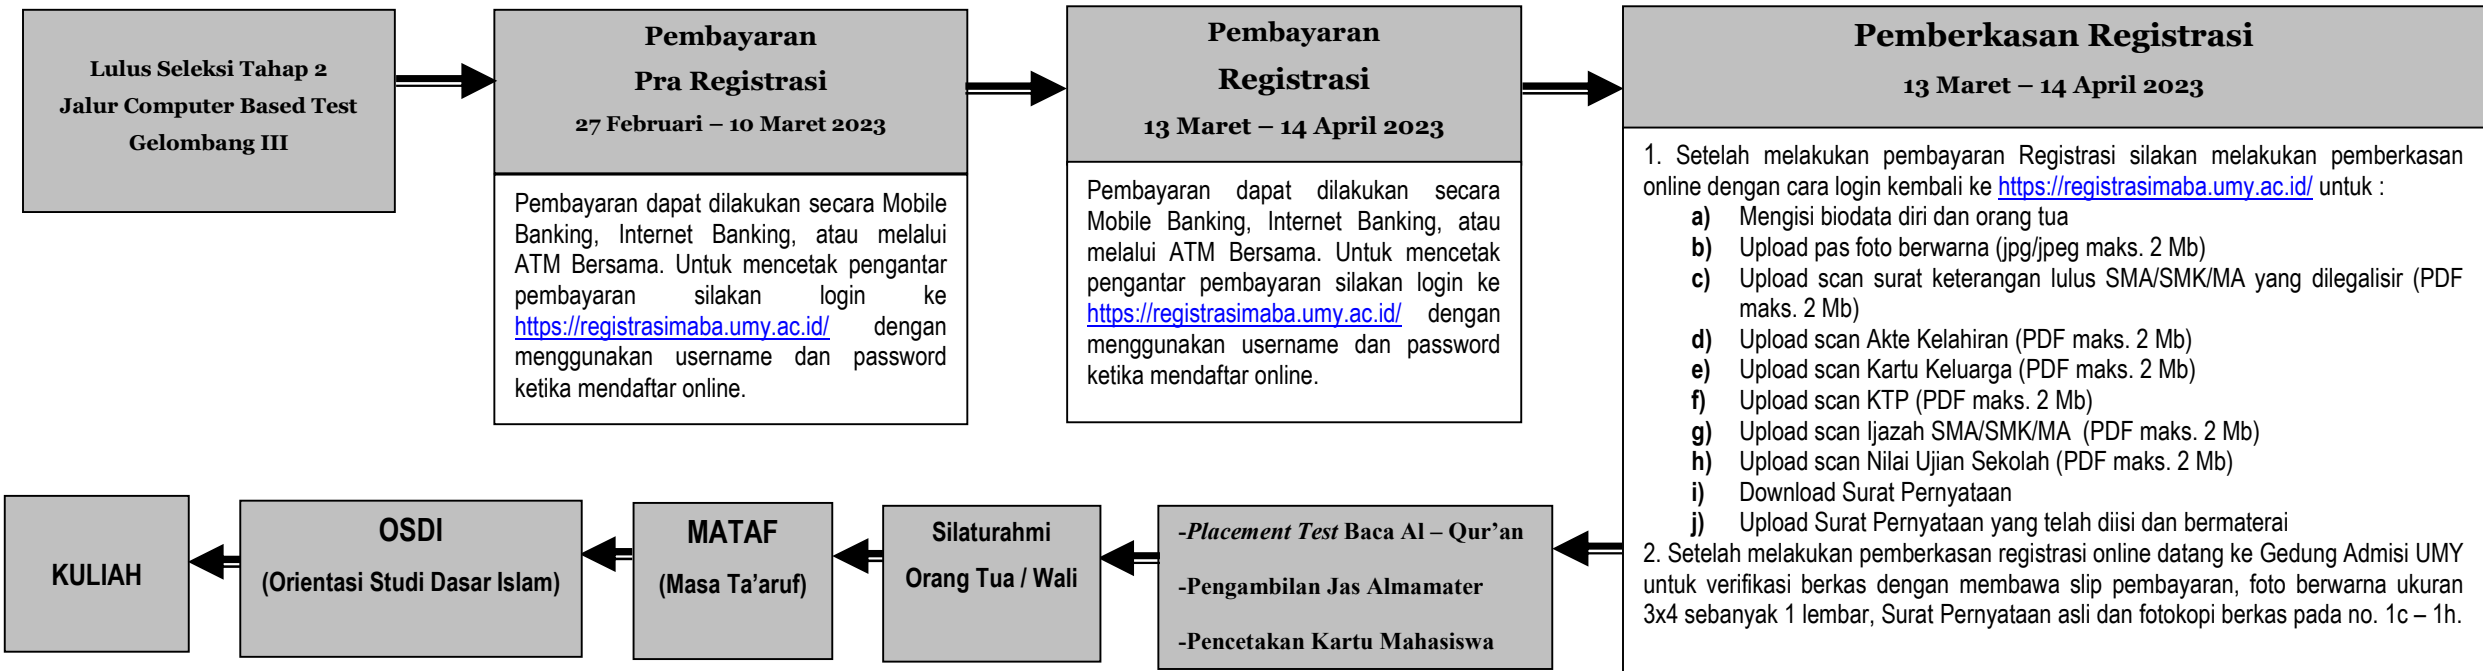 Lulus Seleksi Tahap 2
Jalur Computer Based Test
Gelombang III
Pembayaran
Pra Registrasi
27 Februari – 10 Maret 2023
Pembayaran dapat dilakukan secara Mobile
Banking, Internet Banking, atau melalui
ATM Bersama. Untuk mencetak pengantar
pembayaran silakan login ke
https://registrasimaba.umy.ac.id/ dengan
menggunakan username dan password
ketika mendaftar online.
Pembayaran
Registrasi
13 Maret – 14 April 2023
Pembayaran dapat dilakukan secara
Mobile Banking, Internet Banking, atau
melalui ATM Bersama. Untuk mencetak
pengantar pembayaran silakan login ke
https://registrasimaba.umy.ac.id/ dengan
menggunakan username dan password
ketika mendaftar online.
Pemberkasan Registrasi
13 Maret – 14 April 2023
1. Setelah melakukan pembayaran Registrasi silakan melakukan pemberkasan
online dengan cara login kembali ke https://registrasimaba.umy.ac.id/ untuk :
a) Mengisi biodata diri dan orang tua
b) Upload pas foto berwarna (jpg/jpeg maks. 2 Mb)
c) Upload scan surat keterangan lulus SMA/SMK/MA yang dilegalisir (PDF
maks. 2 Mb)
d) Upload scan Akte Kelahiran (PDF maks. 2 Mb)
e) Upload scan Kartu Keluarga (PDF maks. 2 Mb)
f) Upload scan KTP (PDF maks. 2 Mb)
g) Upload scan Ijazah SMA/SMK/MA (PDF maks. 2 Mb)
h) Upload scan Nilai Ujian Sekolah (PDF maks. 2 Mb)
i) Download Surat Pernyataan
j) Upload Surat Pernyataan yang telah diisi dan bermaterai
2. Setelah melakukan pemberkasan registrasi online datang ke Gedung Admisi UMY
untuk verifikasi berkas dengan membawa slip pembayaran, foto berwarna ukuran
3x4 sebanyak 1 lembar, Surat Pernyataan asli dan fotokopi berkas pada no. 1c – 1h.
-Placement Test Baca Al – Qur’an
-Pengambilan Jas Almamater
-Pencetakan Kartu Mahasiswa
Silaturahmi
Orang Tua / Wali
MATAF
(Masa Ta’aruf)
OSDI
(Orientasi Studi Dasar Islam)
KULIAH